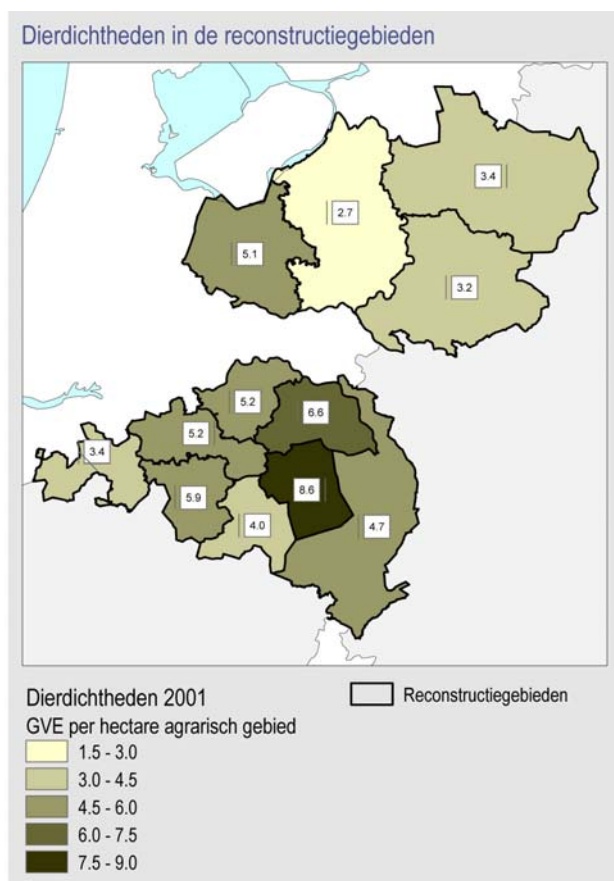 Dierdichtheden in de reconstructiegebieden
3.4
2.7
5.1
3.2
5.2
6.6
5.2
3.4
5.9
8.6
4.0
4.7
Dierdichtheden 2001
Reconstructiegebieden
GVE per hectare agrarisch gebied
1.5 - 3.0
3.0 - 4.5
4.5 - 6.0
6.0 - 7.5
7.5 - 9.0